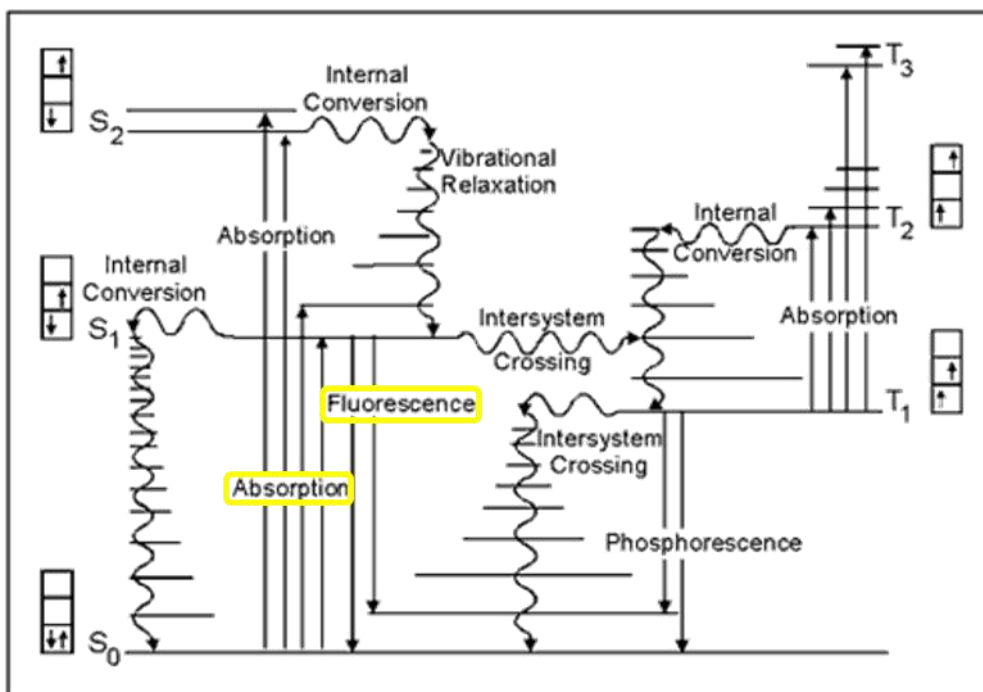 T3
Internal
Conversion
S2
Vibrational
Relaxation
Absorption
Internal
Conversion
T2
Internal
Conversion
S1
Intersystem
Crossing
Absorption
Fluorescence
T1
Intersystem
Crossing
Absorption
Phosphorescence
S0